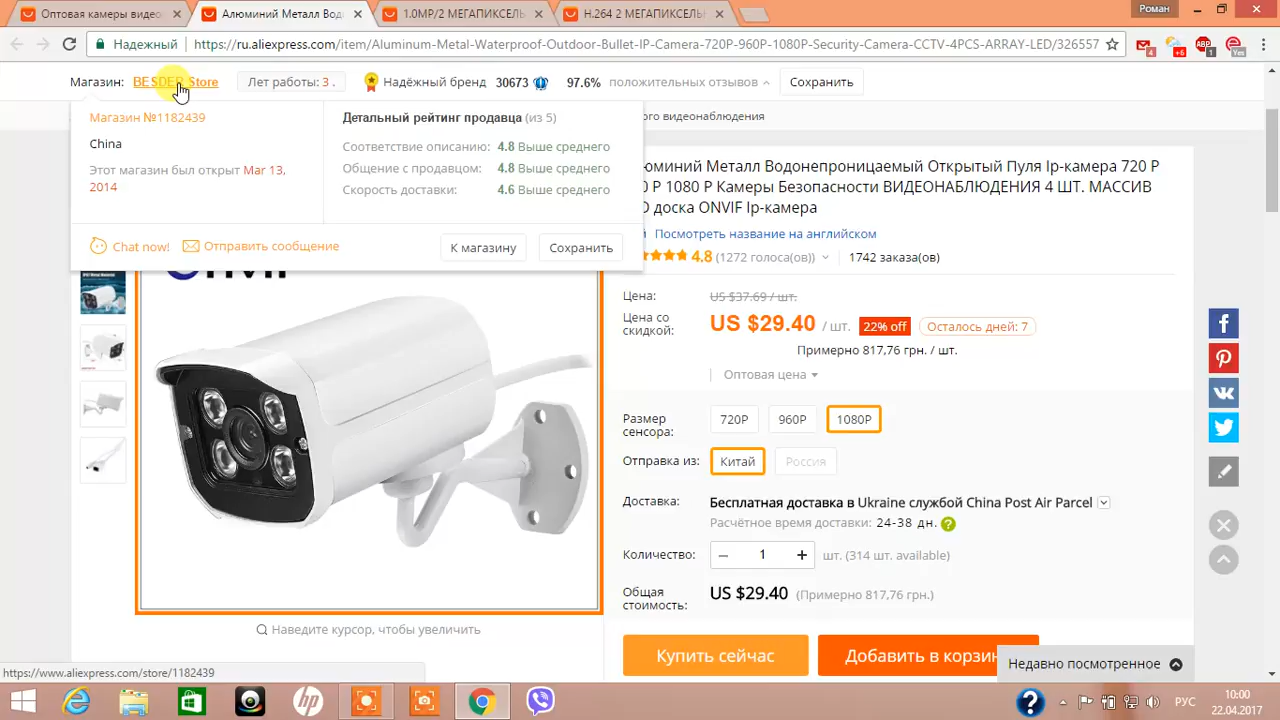 Оптовая камеры видео
Алюминий Металл Водо
1.0MP/2 МЕГАПИКСЕЛЬ
H.264 2 МЕГАПИКСЕЛЬН
Роман
Надежный
https://ru.aliexpress.com/item/Aluminum-Metal-Waterproof-Outdoor-Bullet-IP-Camera-720P-960P-1080P-Security-Camera-CCTV-4PCS-ARRAY-LED/326557
4
+6
ABP
1
1
Магазин: BESDER Store
Лет работы: 3 .
Надёжный бренд
30673
97.6% положительных отзывов
Сохранить
Магазин №1182439
China
Этот магазин был открыт Mar 13,
2014
Детальный рейтинг продавца (из 5)
Соответствие описанию: 4.8 Выше среднего
Общение с продавцом: 4.8 Выше среднего
Скорость доставки: 4.6 Выше среднего
Chat now!
Отправить сообщение
К магазину
Сохранить
ого видеонаблюдения
юминий Металл Водонепроницаемый Открытый Пуля Ip-камера 720 P
0 P 1080 P Камеры Безопасности ВИДЕОНАБЛЮДЕНИЯ 4 ШТ. МАССИВ
D доска ONVIF Ip-камера
й Посмотреть название на английском
4.8 (1272 голоса(ов))
1742 заказа(ов)
Цена: US $37.69 / шт.
Цена со
скидкой:
US $29.40 / шт.
22% off
Осталось дней: 7
Примерно 817,76 грн. / шт.
Оптовая цена
Размер
сенсора:
720P
960P
1080P
Отправка из:
Китай
Россия
Доставка: Бесплатная доставка в Ukraine службой China Post Air Parcel
Расчётное время доставки: 24-38 дн. ?
Количество: – 1 + шт. (314 шт. available)
Общая
стоимость:
US $29.40 (Примерно 817,76 грн.)
Наведите курсор, чтобы увеличить
Купить сейчас
Добавить в корзин
Недавно посмотренное
https://www.aliexpress.com/store/1182439
РУС
10:00
22.04.2017